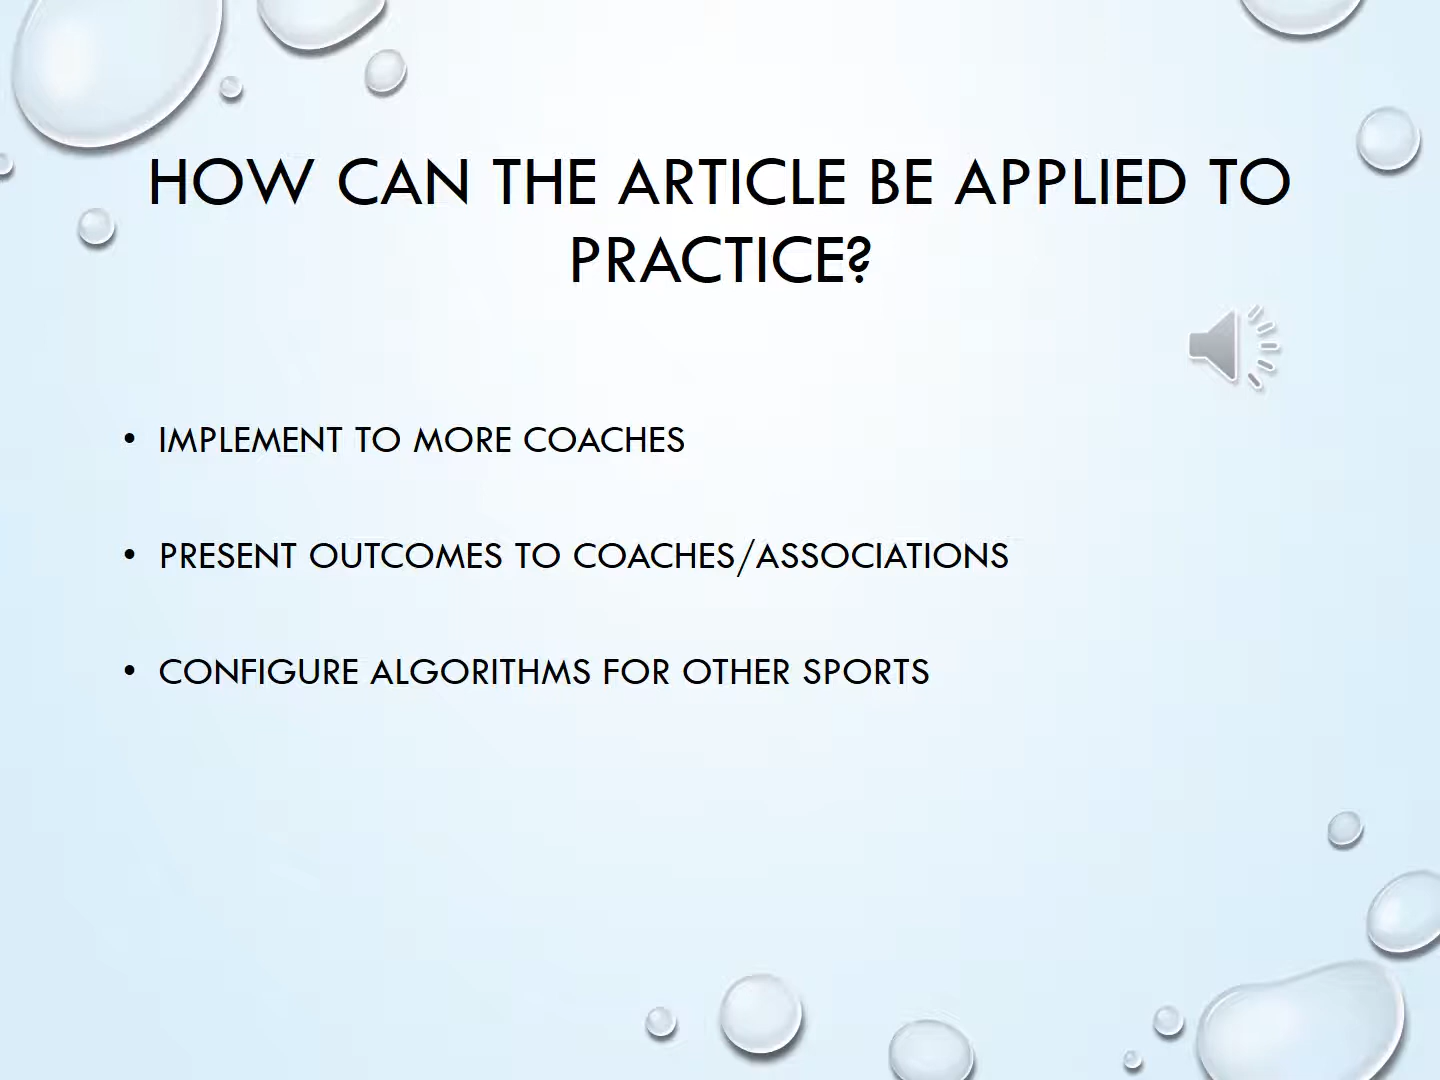 HOW CAN THE ARTICLE BE APPLIED TO
PRACTICE?
• IMPLEMENT TO MORE COACHES
• PRESENT OUTCOMES TO COACHES/ASSOCIATIONS
• CONFIGURE ALGORITHMS FOR OTHER SPORTS